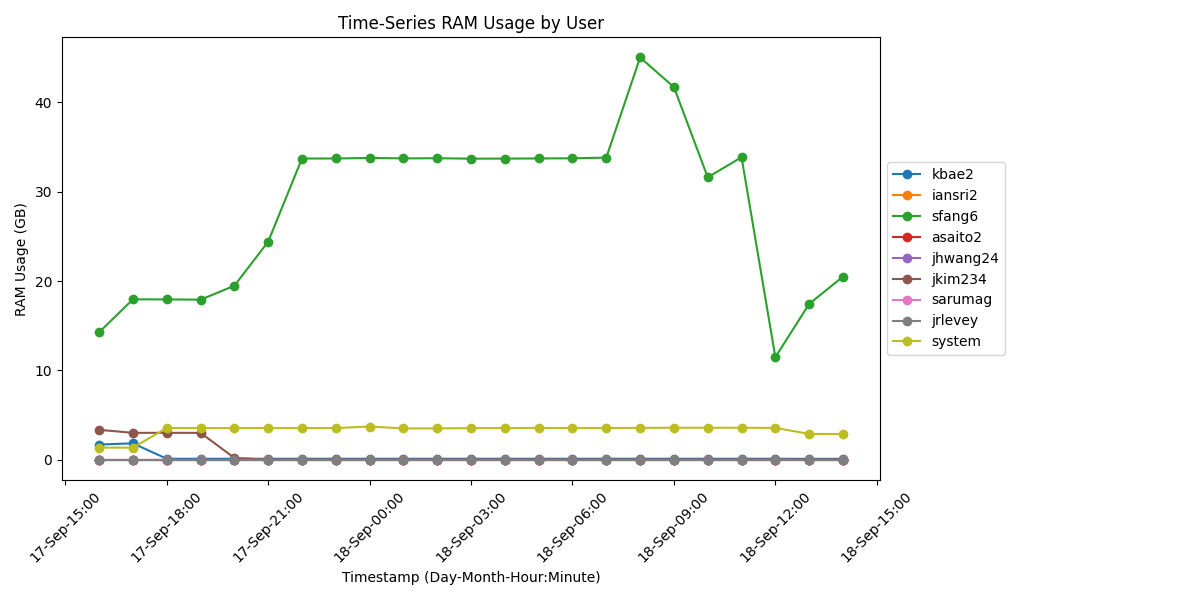 Time-Series RAM Usage by User
RAM Usage (GB)
40
30
20
10
0
17-Sep-15:00
17-Sep-18:00
17-Sep-21:00
18-Sep-00:00
18-Sep-03:00
18-Sep-06:00
18-Sep-09:00
18-Sep-12:00
18-Sep-15:00
Timestamp (Day-Month-Hour:Minute)
kbae2
iansri2
sfang6
asaito2
jhwang24
jkim234
sarumag
jrlevey
system